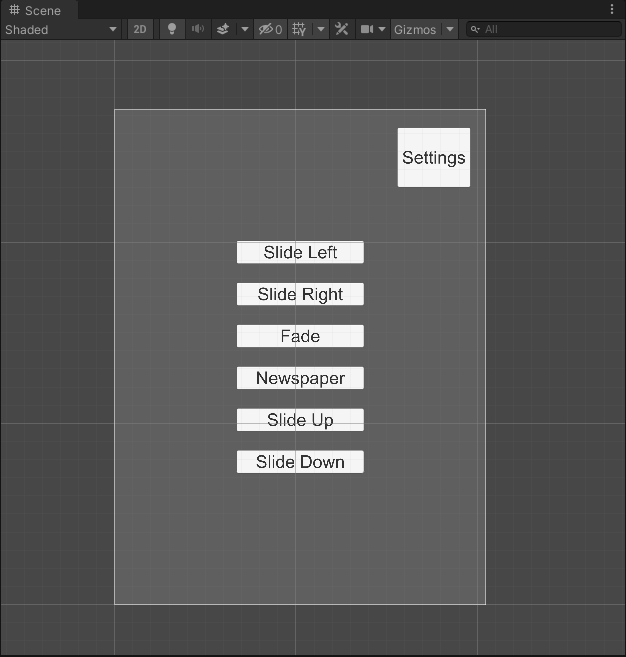 Scene
Shaded 2D 0 Gizmos All
Settings
Slide Left
Slide Right
Fade
Newspaper
Slide Up
Slide Down